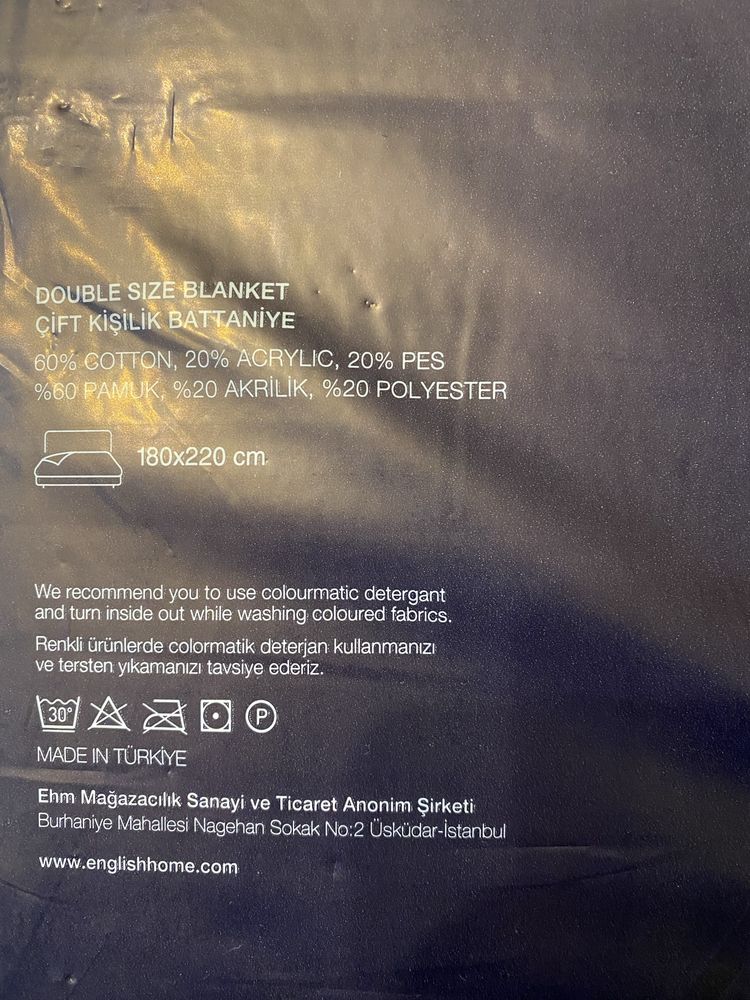 DOUBLE SIZE BLANKET
ÇİFT KİŞİLİK BATTANİYE
60% COTTON, 20% ACRYLIC, 20% PES
%60 PAMUK, %20 AKRİLİK, %20 POLYESTER
180x220 cm
We recommend you to use colourmatic detergant
and turn inside out while washing coloured fabrics.
Renkli ürünlerde colormatik deterjan kullanmanızı
ve tersten yıkamanızı tavsiye ederiz.
30° P
MADE IN TÜRKİYE
Ehm Mağazacılık Sanayi ve Ticaret Anonim Şirketi
Burhaniye Mahallesi Nagehan Sokak No:2 Üsküdar-İstanbul
www.englishhome.com